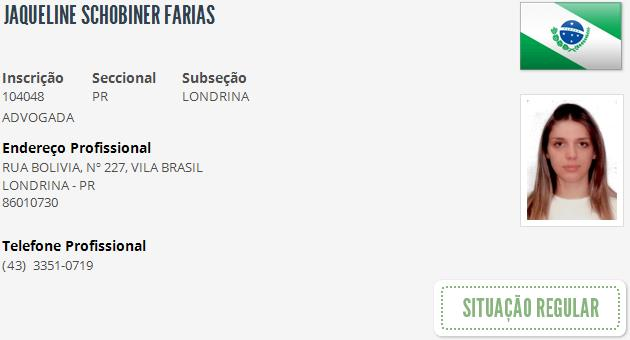 JAQUELINE SCHOBINER FARIAS
Inscrição Seccional Subseção
104048 PR LONDRINA
ADVOGADA
Endereço Profissional
RUA BOLIVIA, Nº 227, VILA BRASIL
LONDRINA - PR
86010730
Telefone Profissional
(43) 3351-0719
SITUAÇÃO REGULAR